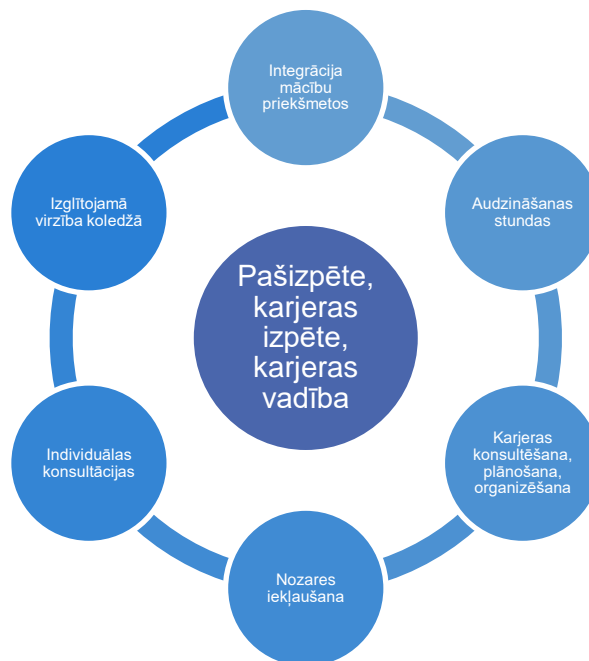 Integrācija
mācību
priekšmetos
Audzināšanas
stundas
Karjeras
konsultēšana,
plānošana,
organizēšana
Nozares
iekļaušana
Individuālas
konsultācijas
Izglītojamā
virzība koledžā
Pašizpēte,
karjeras
izpēte,
karjeras
vadība